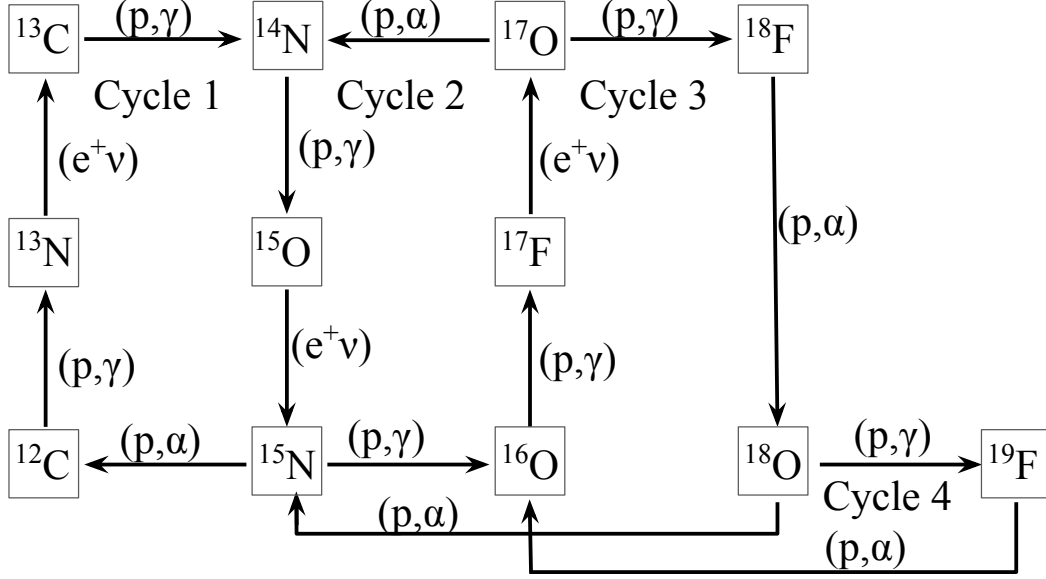 ¹³C (p,γ) ¹⁴N (p,α) ¹⁷O (p,γ) ¹⁸F
Cycle 1 Cycle 2 Cycle 3
(e⁺ν) (p,γ) (e⁺ν)
¹³N ¹⁵O ¹⁷F (p,α)
(p,γ) (e⁺ν) (p,γ)
¹²C (p,α) ¹⁵N (p,γ) ¹⁶O ¹⁸O (p,γ) ¹⁹F
Cycle 4
(p,α)
(p,α)